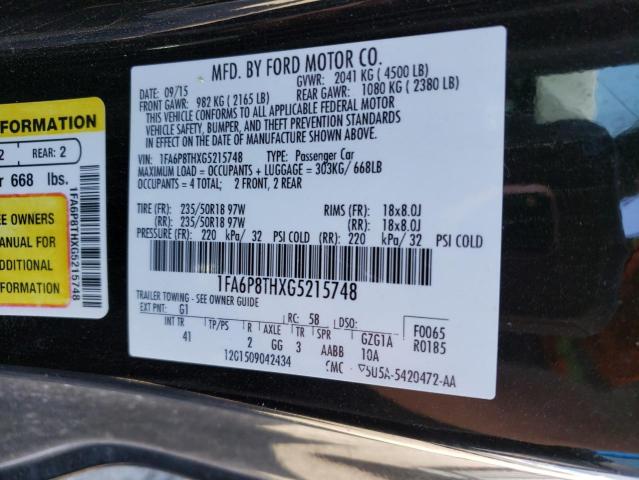 MFD. BY FORD MOTOR CO.
DATE: 09/15 GVWR: 2041 KG (4500 LB)
FRONT GAWR: 982 KG (2165 LB) REAR GAWR: 1080 KG (2380 LB)
THIS VEHICLE CONFORMS TO ALL APPLICABLE FEDERAL MOTOR
VEHICLE SAFETY, BUMPER, AND THEFT PREVENTION STANDARDS
IN EFFECT ON THE DATE OF MANUFACTURE SHOWN ABOVE.
VIN: 1FA6P8THXG5215748 TYPE: Passenger Car
MAXIMUM LOAD = OCCUPANTS + LUGGAGE = 303KG/ 668LB
OCCUPANTS = 4 TOTAL: 2 FRONT, 2 REAR
TIRE (FR): 235/50R18 97W RIMS (FR): 18x8.0J
(RR): 235/50R18 97W (RR): 18x8.0J
PRESSURE (FR): 220 kPa/ 32 PSI COLD (RR): 220 kPa/ 32 PSI COLD
1FA6P8THXG5215748
TRAILER TOWING - SEE OWNER GUIDE
EXT PNT: G1 RC: 58 DSO: F0065
INT TR TP/PS R AXLE TR SPR GZG1A R0185
41 2 GG 3 AABB 10A
12G1509042434 5U5A-5420472-AA
FORMATION
2 REAR: 2
r 668 lbs.
E OWNERS
ANUAL FOR
ADDITIONAL
FORMATION
1FA6P8THXG5215748